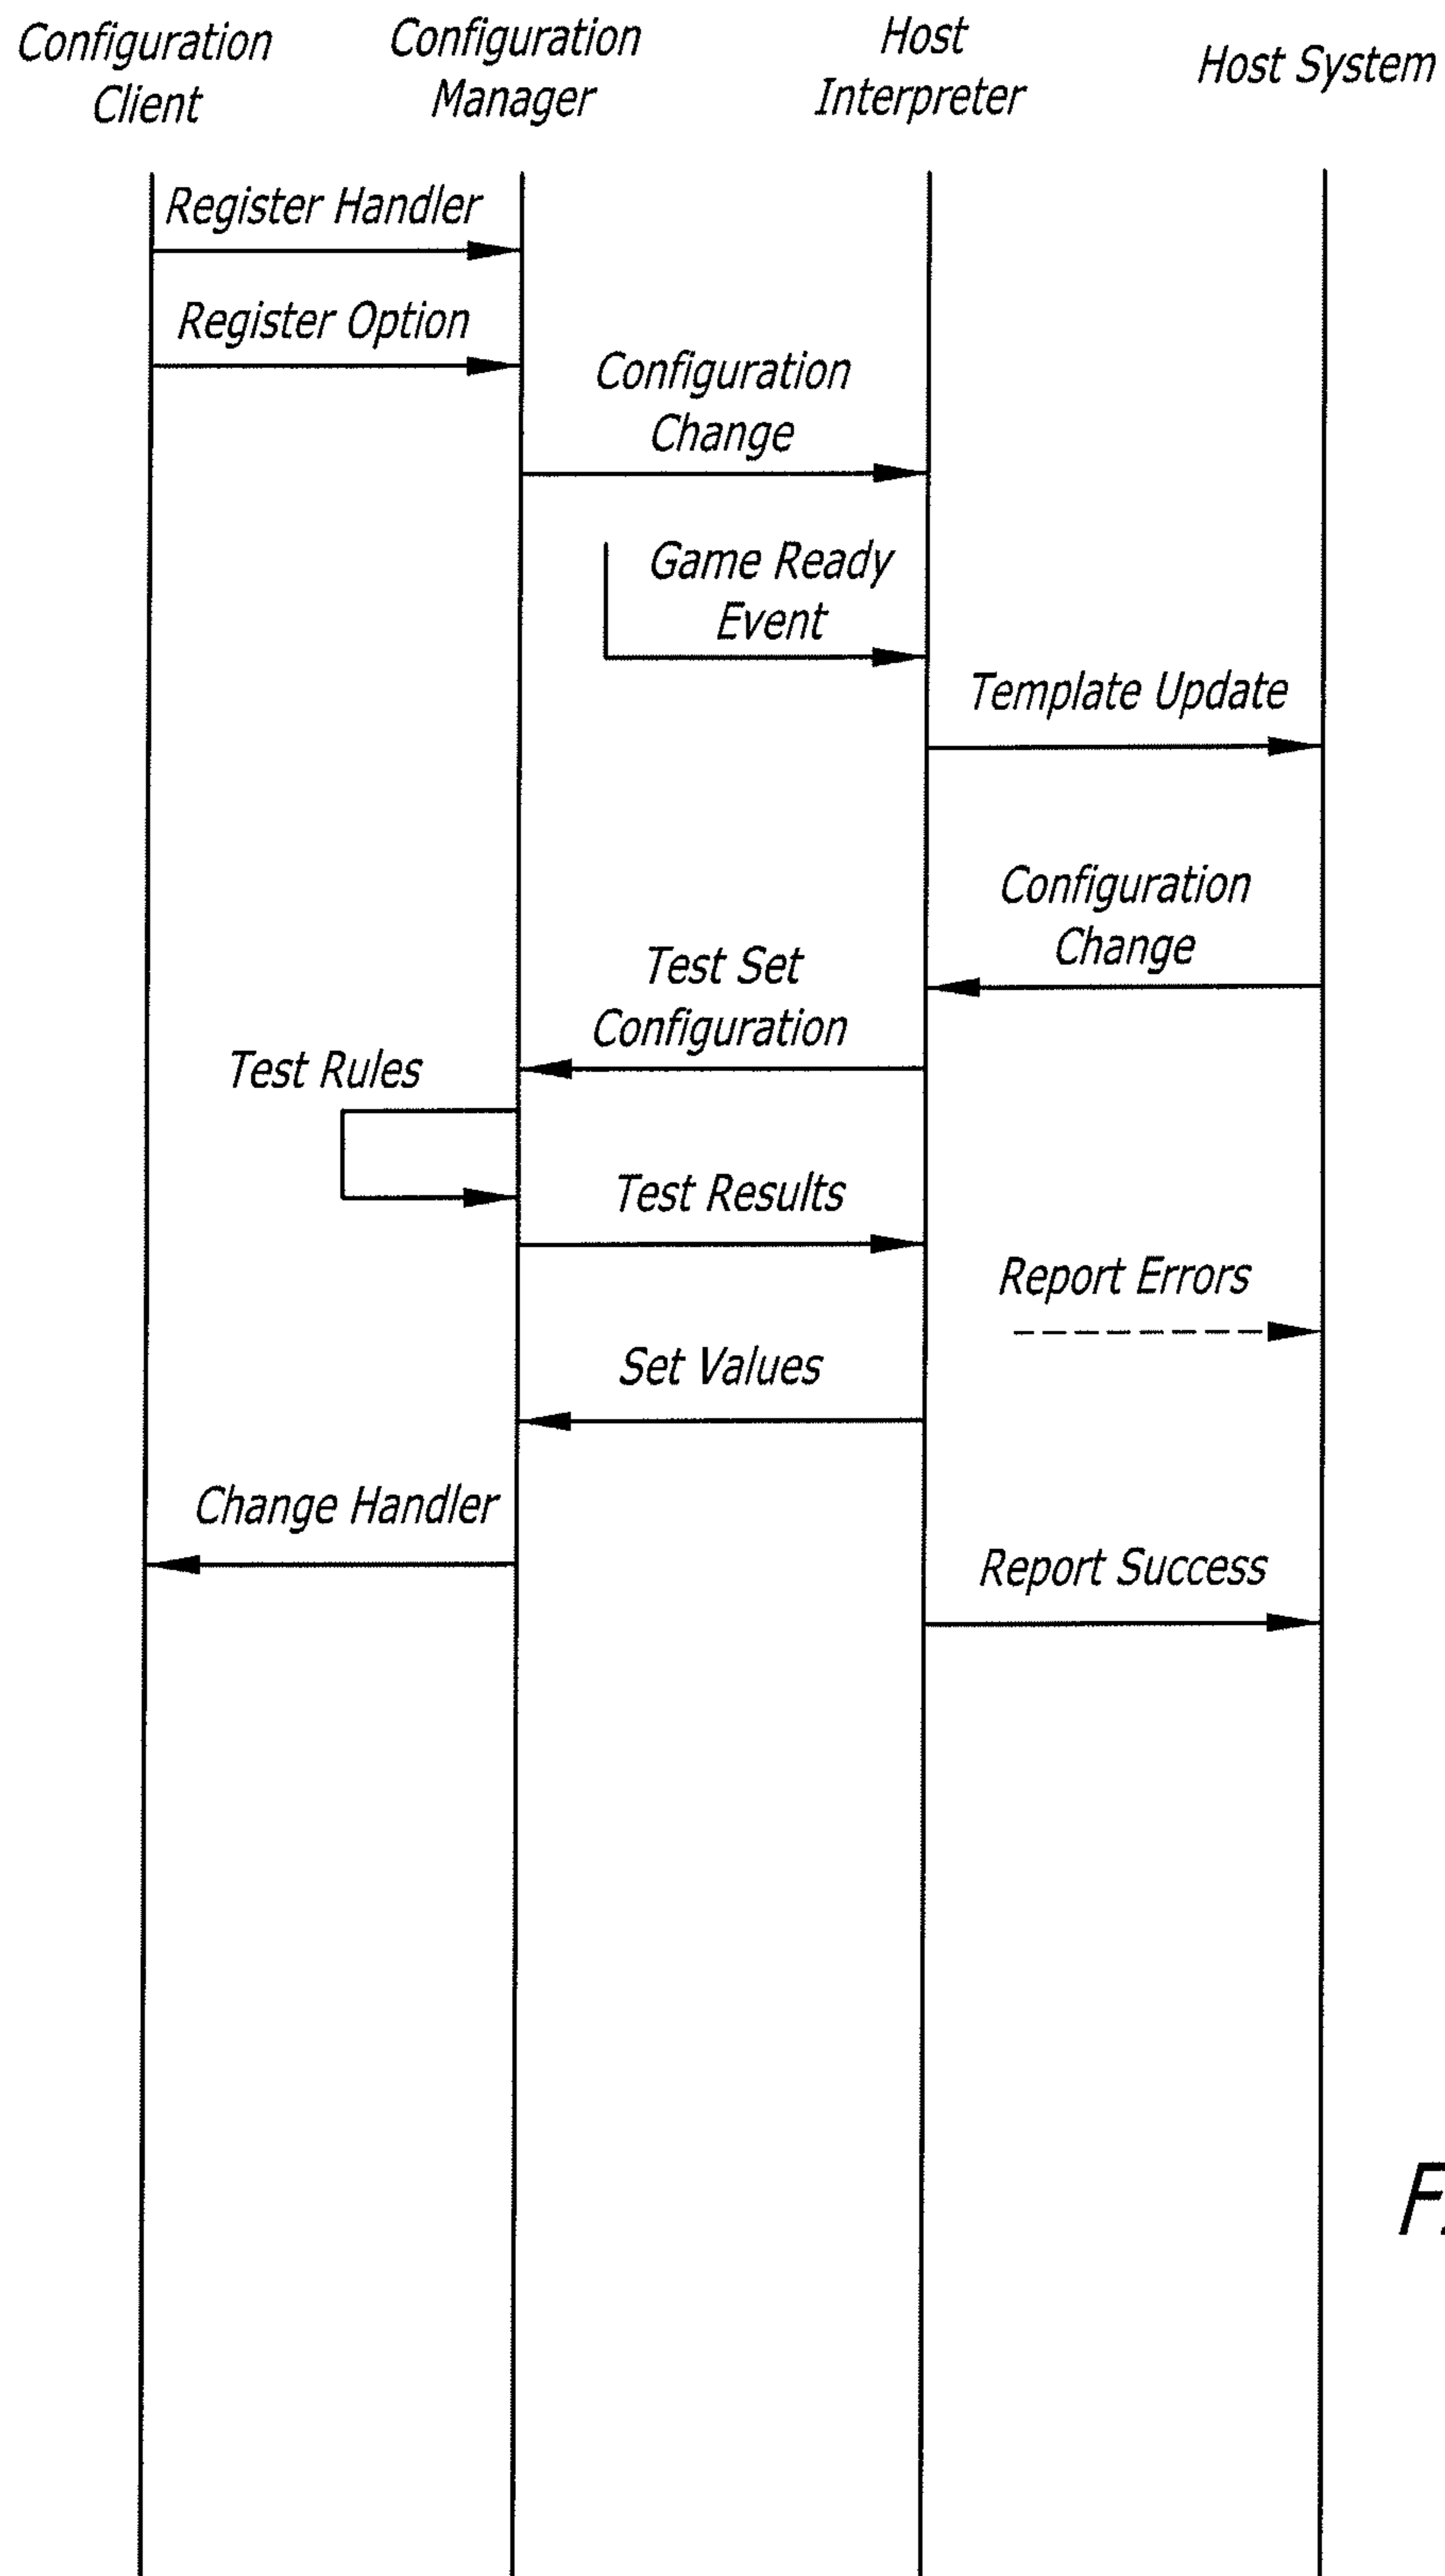 Configuration
Client
Configuration
Manager
Host
Interpreter
Host System
Register Handler
Register Option
Configuration
Change
Game Ready
Event
Template Update
Configuration
Change
Test Set
Configuration
Test Rules
Test Results
Report Errors
Set Values
Change Handler
Report Success